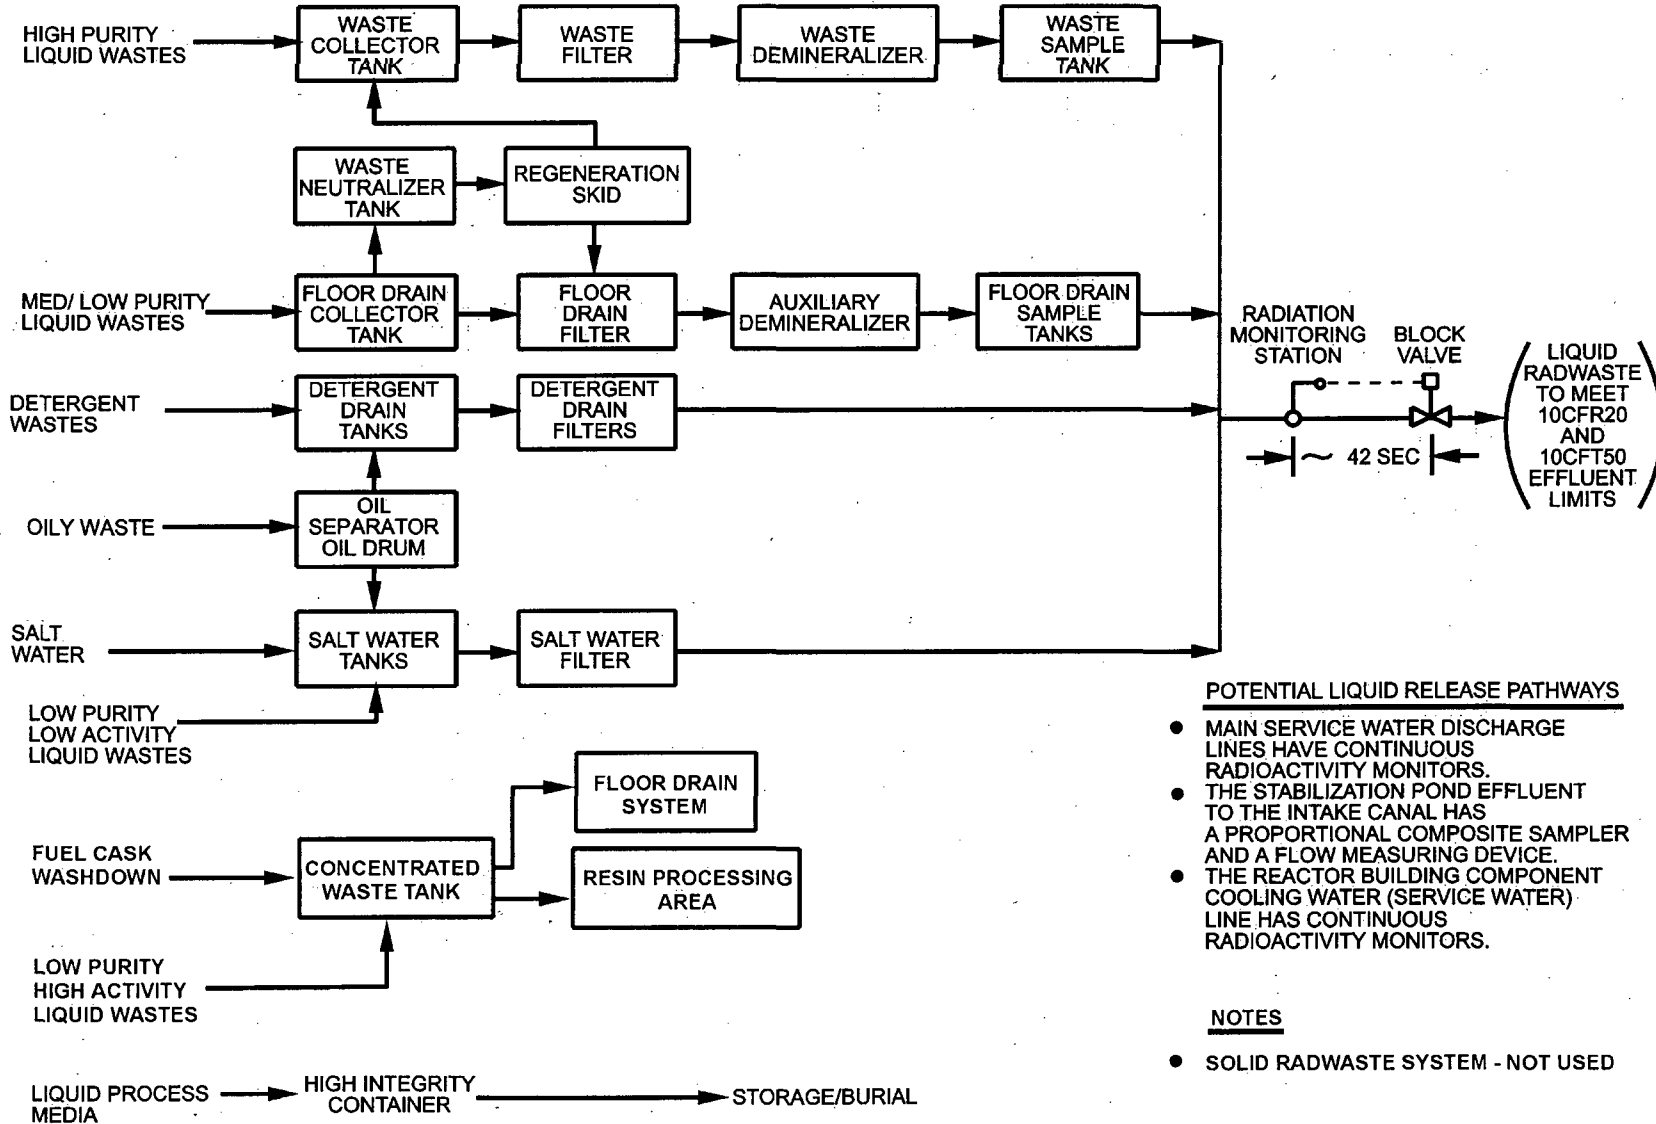 HIGH PURITY
LIQUID WASTES
WASTE
COLLECTOR
TANK
WASTE
FILTER
WASTE
DEMINERALIZER
WASTE
SAMPLE
TANK
WASTE
NEUTRALIZER
TANK
REGENERATION
SKID
MED/ LOW PURITY
LIQUID WASTES
FLOOR DRAIN
COLLECTOR
TANK
FLOOR
DRAIN
FILTER
AUXILIARY
DEMINERALIZER
FLOOR DRAIN
SAMPLE
TANKS
RADIATION
MONITORING
STATION
BLOCK
VALVE
LIQUID
RADWASTE
TO MEET
10CFR20
AND
10CFT50
EFFLUENT
LIMITS
~ 42 SEC
DETERGENT
WASTES
DETERGENT
DRAIN
TANKS
DETERGENT
DRAIN
FILTERS
OILY WASTE
OIL
SEPARATOR
OIL DRUM
SALT
WATER
SALT WATER
TANKS
SALT WATER
FILTER
LOW PURITY
LOW ACTIVITY
LIQUID WASTES
FLOOR DRAIN
SYSTEM
FUEL CASK
WASHDOWN
CONCENTRATED
WASTE TANK
RESIN PROCESSING
AREA
LOW PURITY
HIGH ACTIVITY
LIQUID WASTES
LIQUID PROCESS
MEDIA
HIGH INTEGRITY
CONTAINER
STORAGE/BURIAL
POTENTIAL LIQUID RELEASE PATHWAYS
● MAIN SERVICE WATER DISCHARGE
LINES HAVE CONTINUOUS
RADIOACTIVITY MONITORS.
● THE STABILIZATION POND EFFLUENT
TO THE INTAKE CANAL HAS
A PROPORTIONAL COMPOSITE SAMPLER
AND A FLOW MEASURING DEVICE.
● THE REACTOR BUILDING COMPONENT
COOLING WATER (SERVICE WATER)
LINE HAS CONTINUOUS
RADIOACTIVITY MONITORS.
NOTES
● SOLID RADWASTE SYSTEM - NOT USED